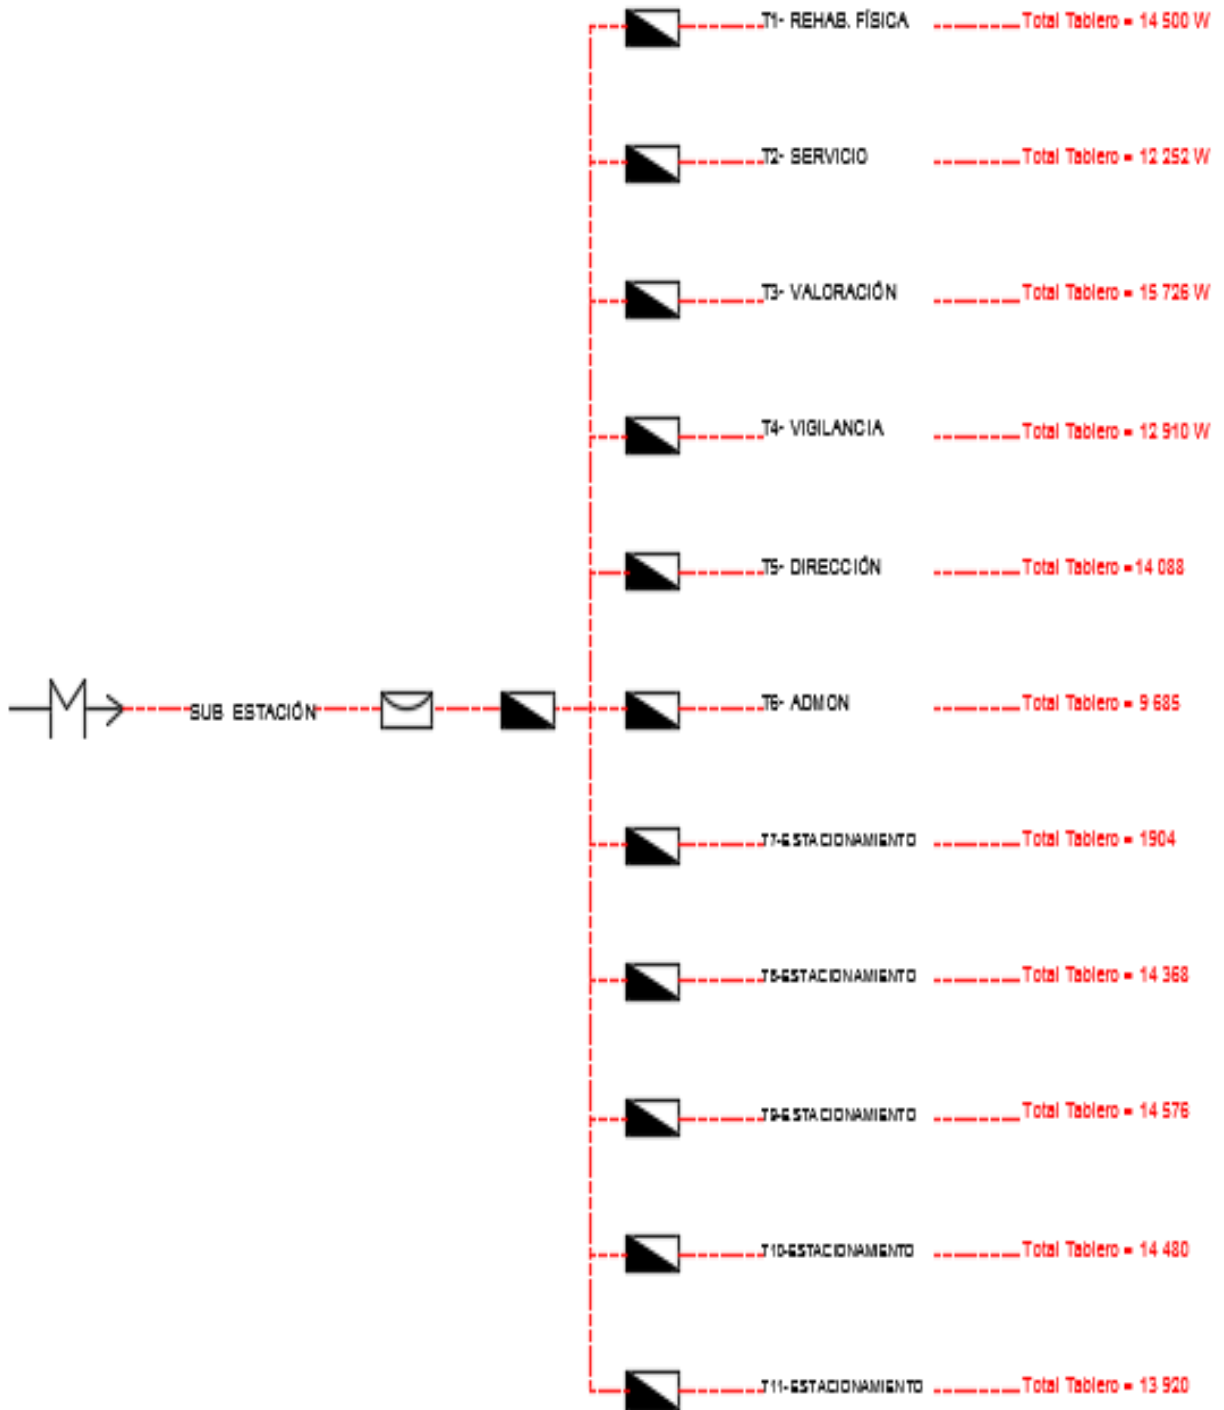 T1- REHAB. FÍSICA Total Tablero = 14 500 W
T2- SERVICIO Total Tablero = 12 252 W
T3- VALORACIÓN Total Tablero = 15 726 W
T4- VIGILANCIA Total Tablero = 12 910 W
T5- DIRECCIÓN Total Tablero =14 088
SUB ESTACIÓN
T6- ADMON Total Tablero = 9 685
T7-ESTACIONAMIENTO Total Tablero = 1904
T8-ESTACIONAMIENTO Total Tablero = 14 368
T9-ESTACIONAMIENTO Total Tablero = 14 576
T10-ESTACIONAMIENTO Total Tablero = 14 480
T11-ESTACIONAMIENTO Total Tablero = 13 920